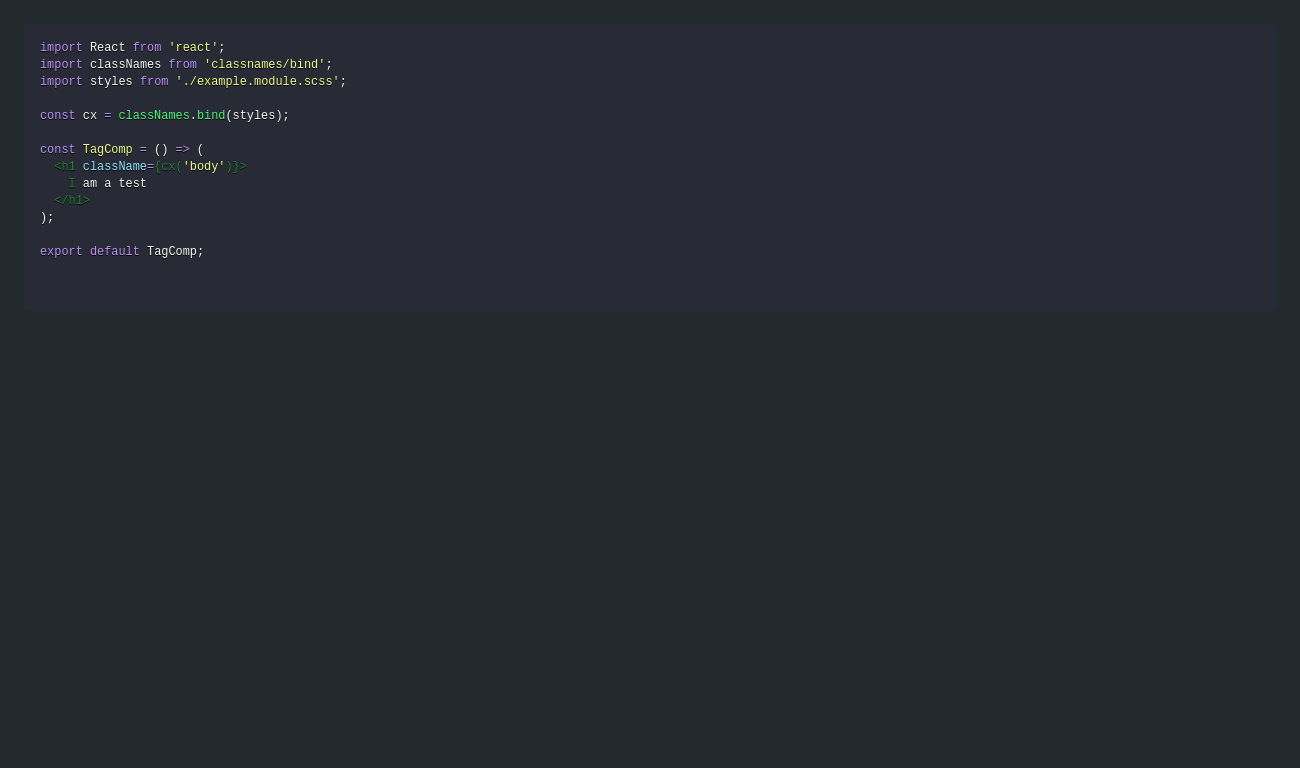 import React from 'react';
import classNames from 'classnames/bind';
import styles from './example.module.scss';

const cx = classNames.bind(styles);

const TagComp = () => (
  <h1 className={cx('body')}>
    I am a test
  </h1>
);

export default TagComp;